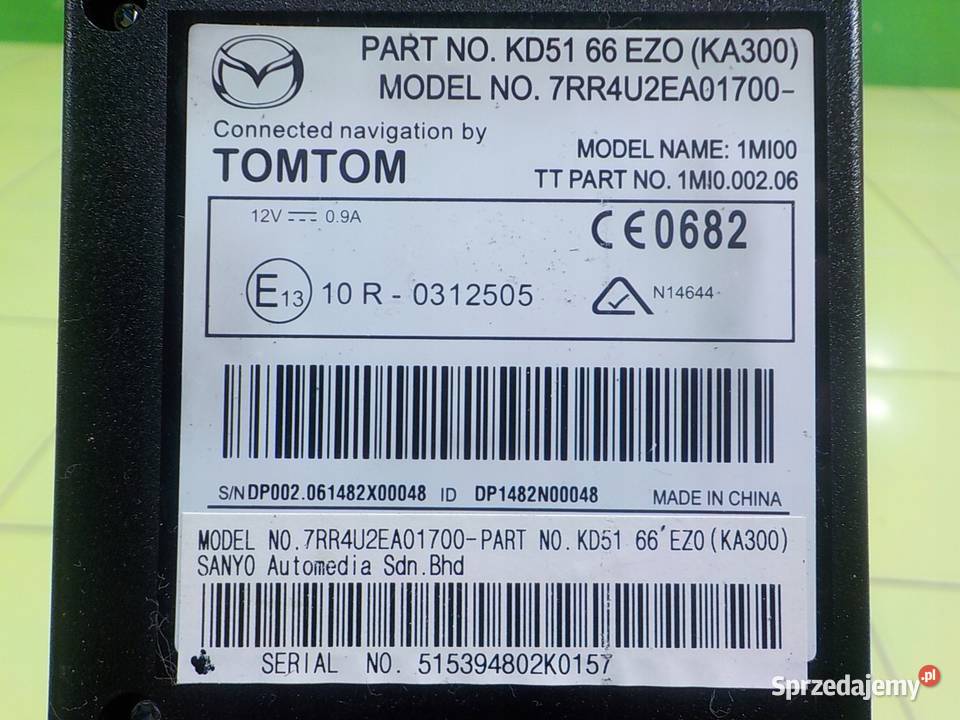 PART NO. KD51 66 EZO (KA300)
MODEL NO. 7RR4U2EA01700-
Connected navigation by
TOMTOM
MODEL NAME: 1MI00
TT PART NO. 1MI0.002.06
12V 0.9A
CE0682
E13 10 R - 0312505
N14644
S/N DP002.061482X00048 ID DP1482N00048 MADE IN CHINA
MODEL NO.7RR4U2EA01700-PART NO.KD51 66 EZO(KA300)
SANYO Automedia Sdn.Bhd
SERIAL NO. 515394802K0157
Sprzedajemy.pl